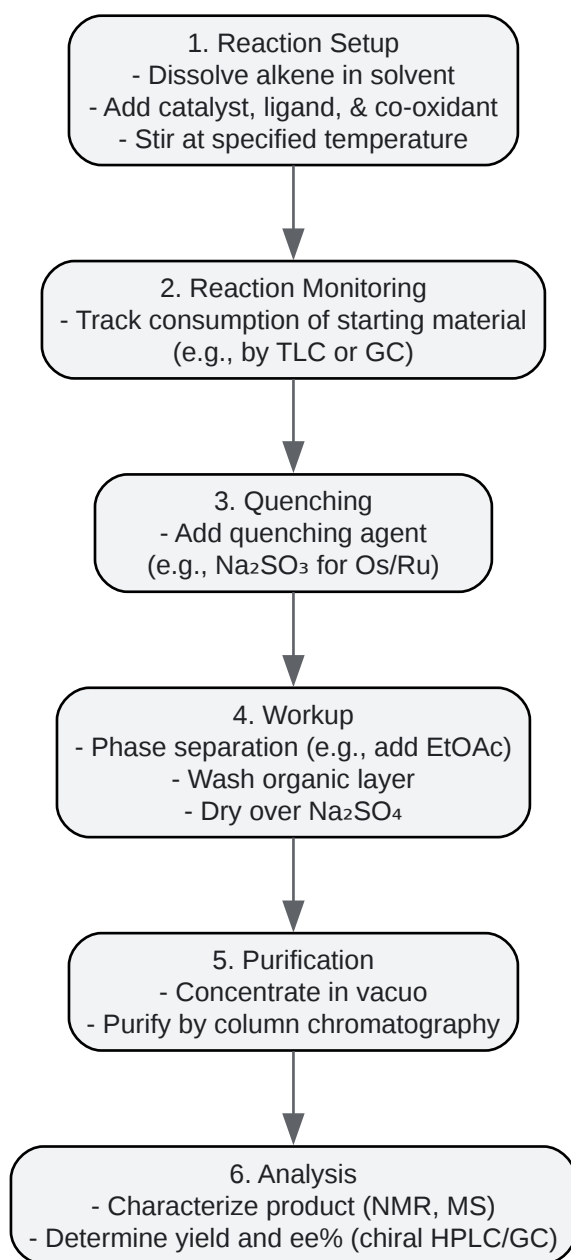 1. Reaction Setup
- Dissolve alkene in solvent
- Add catalyst, ligand, & co-oxidant
- Stir at specified temperature
2. Reaction Monitoring
- Track consumption of starting material
(e.g., by TLC or GC)
3. Quenching
- Add quenching agent
(e.g., Na₂SO₃ for Os/Ru)
4. Workup
- Phase separation (e.g., add EtOAc)
- Wash organic layer
- Dry over Na₂SO₄
5. Purification
- Concentrate in vacuo
- Purify by column chromatography
6. Analysis
- Characterize product (NMR, MS)
- Determine yield and ee% (chiral HPLC/GC)